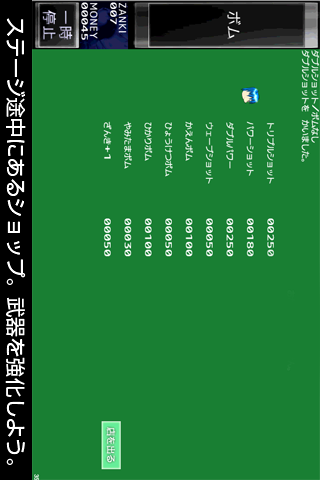 ダブルショット/ボムなし
ダブルショットを かいました。
トリプルショット 00250
パワーショット 00180
ダブルパワー 00250
ウェーブショット 00050
かえんボム 00100
ひょうけつボム 00050
ひかりボム 00100
やみたまボム 00030
ざんき+1 00050
店を出る
ボム
ZANKI
007
MONEY
00045
一時
停止
ステージ途中にあるショップ。武器を強化しよう。